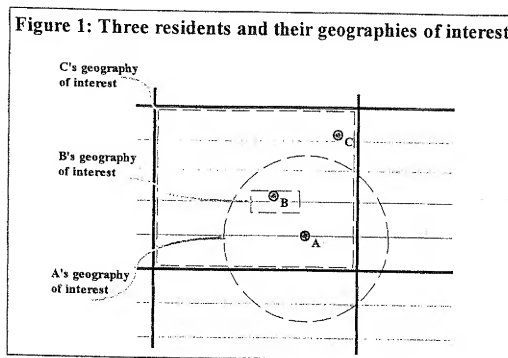 Figure 1: Three residents and their geographies of interest
C's geography
of interest
C
B's geography
of interest
B
A
A's geography
of interest